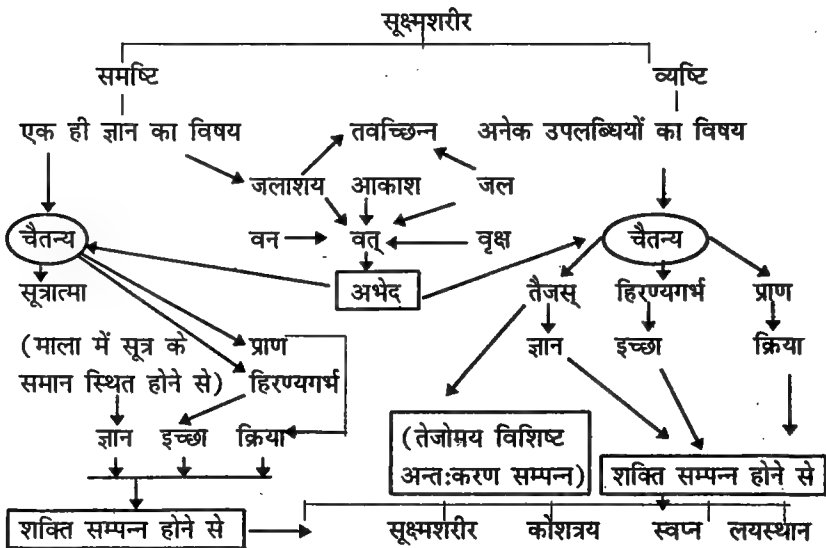 सूक्ष्मशरीर
समष्टि व्यष्टि
एक ही ज्ञान का विषय तवच्छिन्न अनेक उपलब्धियों का विषय
जलाशय आकाश जल
चैतन्य वन वत् वृक्ष चैतन्य
सूत्रात्मा अभेद तैजस् हिरण्यगर्भ प्राण
(माला में सूत्र के प्राण ज्ञान इच्छा क्रिया
समान स्थित होने से) हिरण्यगर्भ
ज्ञान इच्छा क्रिया (तेजोमय विशिष्ट
अन्तःकरण सम्पन्न) शक्ति सम्पन्न होने से
शक्ति सम्पन्न होने से सूक्ष्मशरीर कोशत्रय स्वप्न लयस्थान